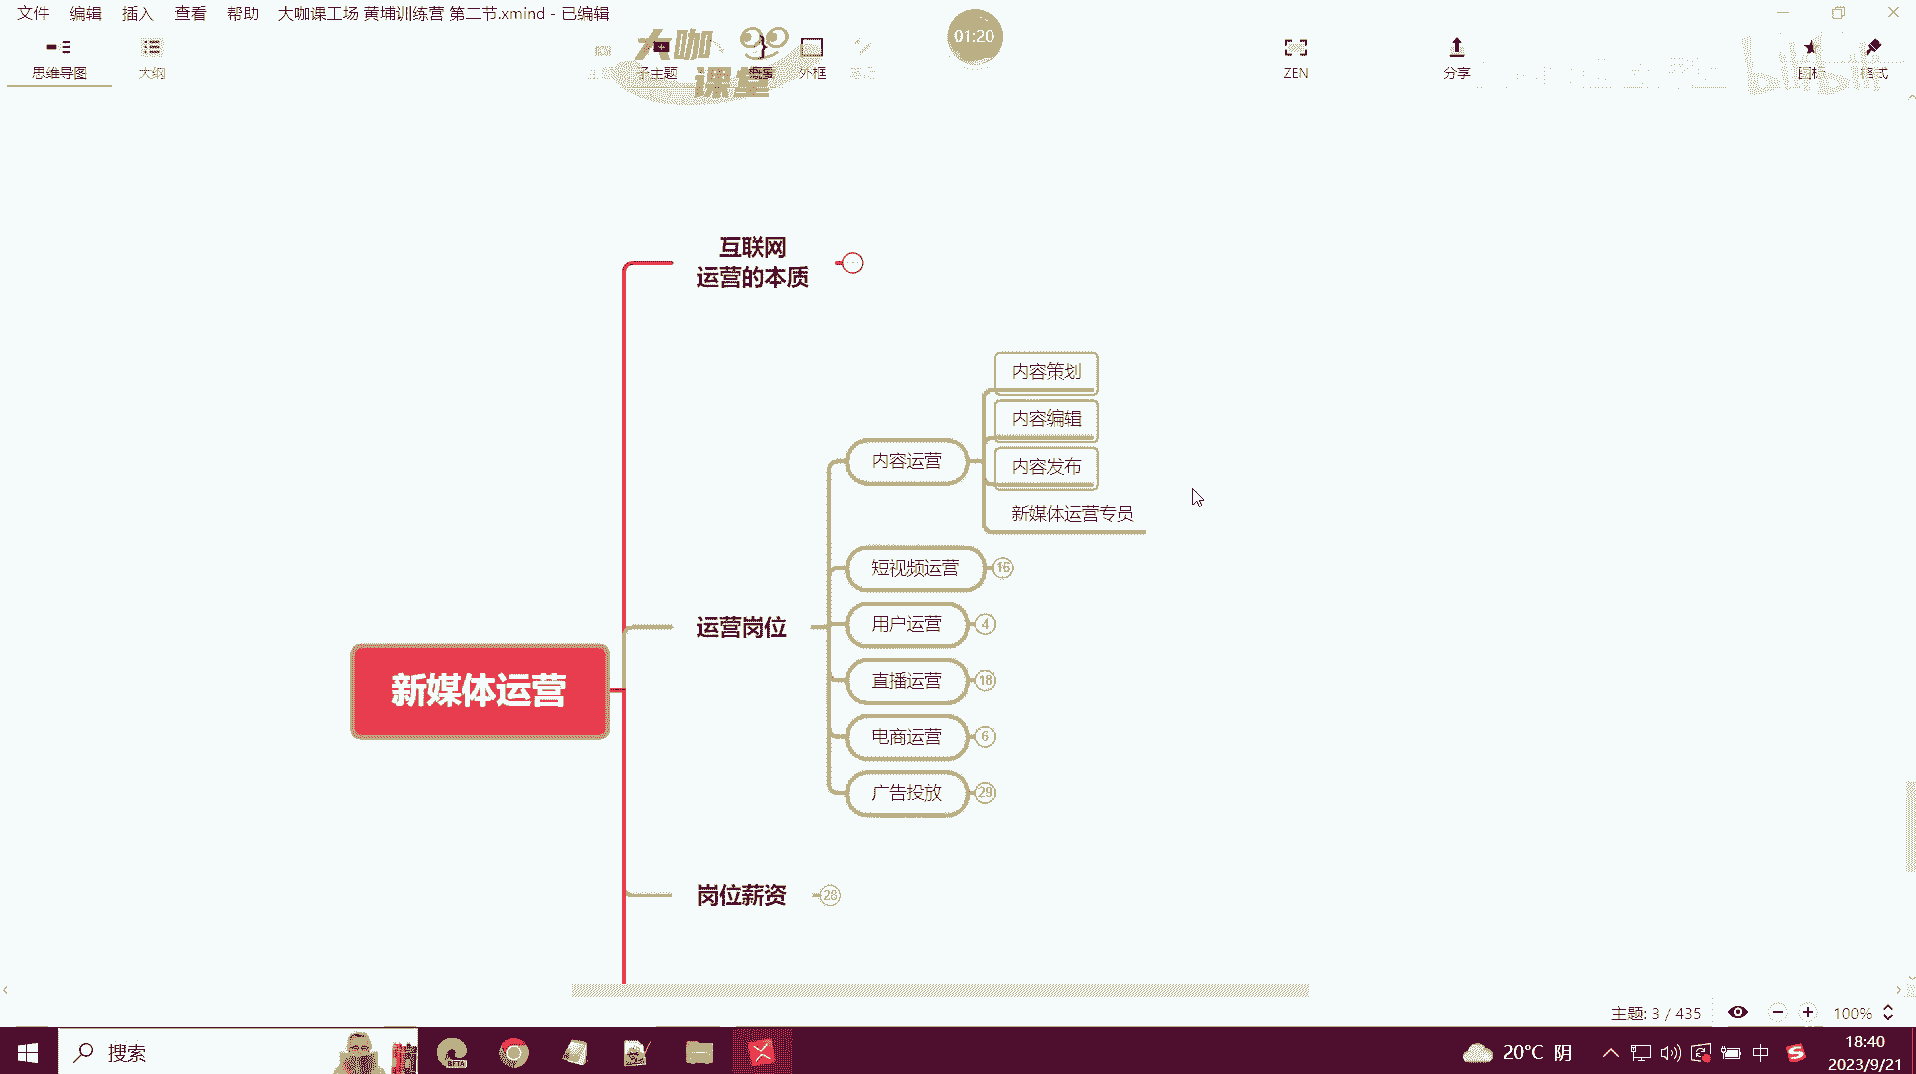 文件 编辑 插入 查看 帮助 大咖课工场 黄埔训练营 第二节.xmind - 已编辑
大咖
课堂
01:20
思维导图 大纲 子主题 概要 外框 ZEN 分享 图标 格式
bilibili
互联网
运营的本质
内容策划
内容编辑
内容运营
内容发布
新媒体运营专员
短视频运营 16
运营岗位
用户运营 4
新媒体运营
直播运营 18
电商运营 6
广告投放 29
岗位薪资 28
主题: 3 / 435 100%
搜索
BETA
20°C 阴 中 S
18:40
2023/9/21